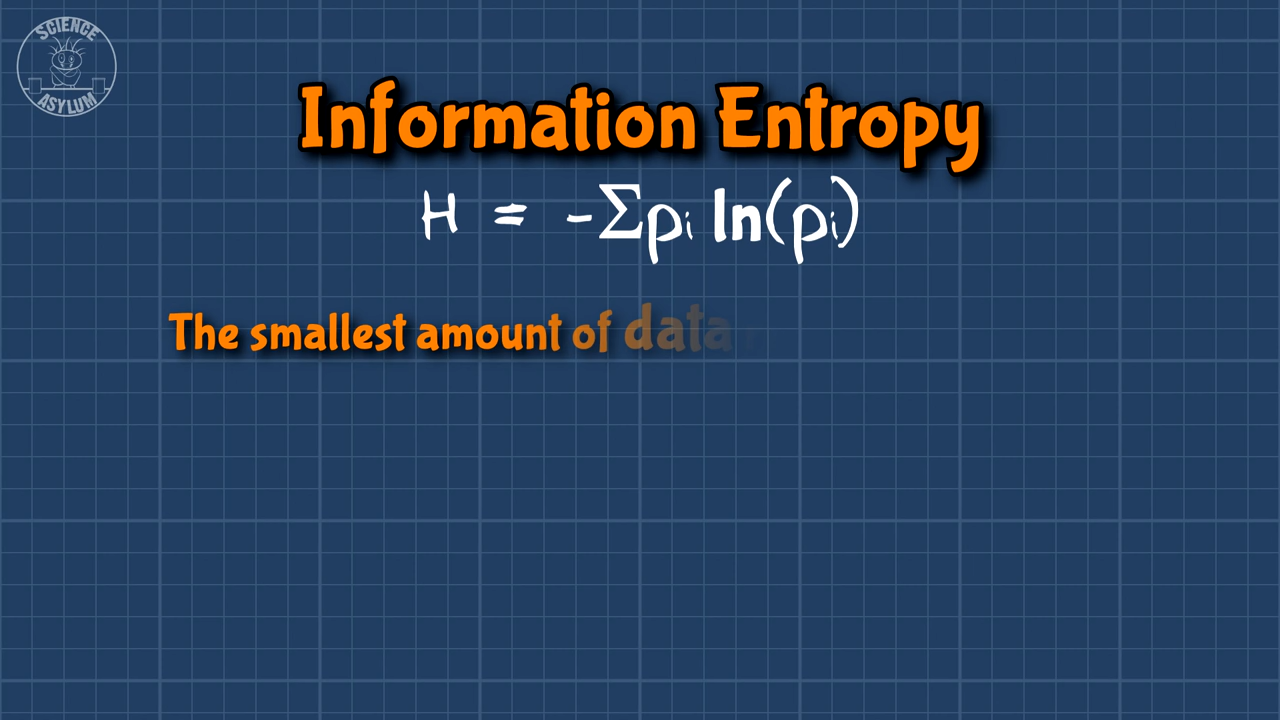 SCIENCE
ASYLUM
Information Entropy
H = -Σpᵢ ln(pᵢ)
The smallest amount of data